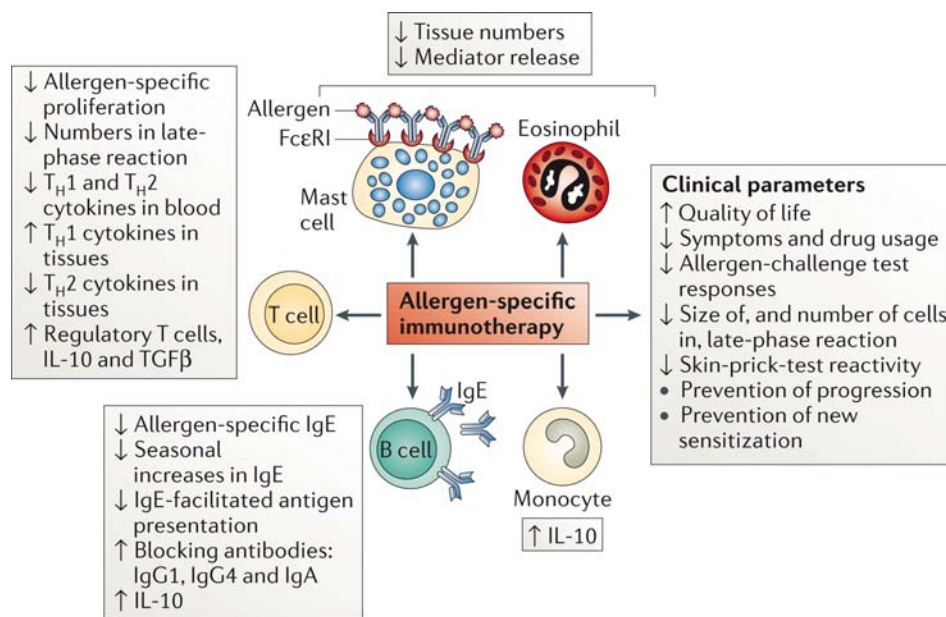 ↓ Tissue numbers
↓ Mediator release
↓ Allergen-specific
proliferation
↓ Numbers in late-
phase reaction
↓ T_H1 and T_H2
cytokines in blood
↑ T_H1 cytokines in
tissues
↓ T_H2 cytokines in
tissues
↑ Regulatory T cells,
IL-10 and TGFβ
Allergen
FcεRI
Mast
cell
Eosinophil
T cell
Allergen-specific
immunotherapy
Clinical parameters
↑ Quality of life
↓ Symptoms and drug usage
↓ Allergen-challenge test
responses
↓ Size of, and number of cells
in, late-phase reaction
↓ Skin-prick-test reactivity
• Prevention of progression
• Prevention of new
sensitization
↓ Allergen-specific IgE
↓ Seasonal
increases in IgE
↓ IgE-facilitated antigen
presentation
↑ Blocking antibodies:
IgG1, IgG4 and IgA
↑ IL-10
IgE
B cell
Monocyte
↑ IL-10